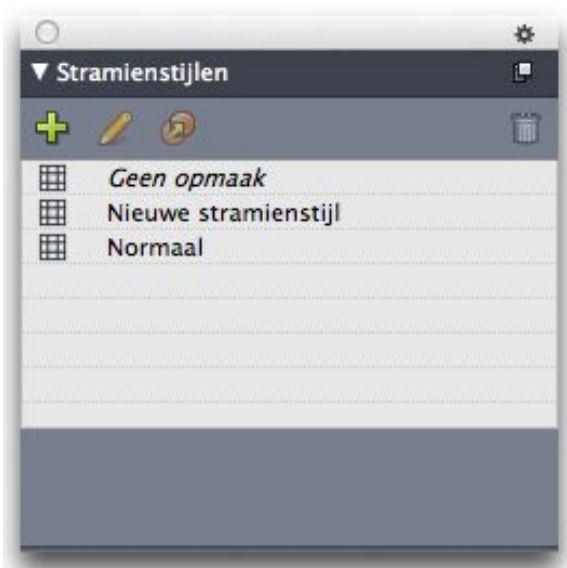 Stramienstijlen
Geen opmaak
Nieuwe stramienstijl
Normaal